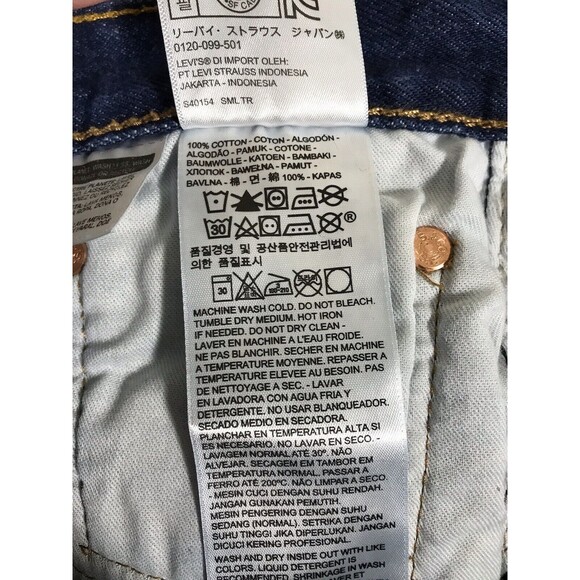 SF CAL
リーバイ・ストラウス ジャパン㈱
0120-099-501
LEVI'S® DI IMPORT OLEH:
PT LEVI STRAUSS INDONESIA
JAKARTA - INDONESIA
S40154 SML TR
100% COTTON - COTON - ALGODÓN -
ALGODÃO - PAMUK - COTONE -
BAUMWOLLE - KATOEN - BAMBAKI -
ХЛОПОК - BAWEŁNA - PAMUT -
BAVLNA - 棉 - 면 - 綿 100% - KAPAS
30
®
품질경영 및 공산품안전관리법에
의한 품질표시
30
MACHINE WASH COLD. DO NOT BLEACH.
TUMBLE DRY MEDIUM. HOT IRON
IF NEEDED. DO NOT DRY CLEAN -
LAVER EN MACHINE A L'EAU FROIDE.
NE PAS BLANCHIR. SECHER EN MACHINE
A TEMPERATURE MOYENNE. REPASSER A
TEMPERATURE ELEVEE AU BESOIN. PAS
DE NETTOYAGE A SEC. - LAVAR
EN LAVADORA CON AGUA FRIA Y
DETERGENTE. NO USAR BLANQUEADOR.
SECADO MEDIO EN SECADORA.
PLANCHAR EN TEMPERATURA ALTA SI
ES NECESARIO. NO LAVAR EN SECO. -
LAVAGEM NORMAL ATÉ 30º. NÃO
ALVEJAR. SECAGEM EM TAMBOR EM
TEMPERATURA NORMAL. PASSAR A
FERRO ATÉ 200°C. NÃO LIMPAR A SECO.
- MESIN CUCI DENGAN SUHU RENDAH.
JANGAN GUNAKAN PEMUTIH.
MESIN PENGERING DENGAN SUHU
SEDANG (NORMAL). SETRIKA DENGAN
SUHU TINGGI JIKA DIPERLUKAN. JANGAN
DICUCI KERING PROFESIONAL.
WASH AND DRY INSIDE OUT WITH LIKE
COLORS. LIQUID DETERGENT IS
RECOMMENDED. SHRINKAGE IN WASH